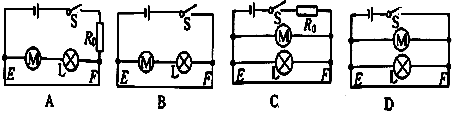 S R₀ M L E F
A
S M L E F
B
S R₀ M L E F
C
S M L E F
D